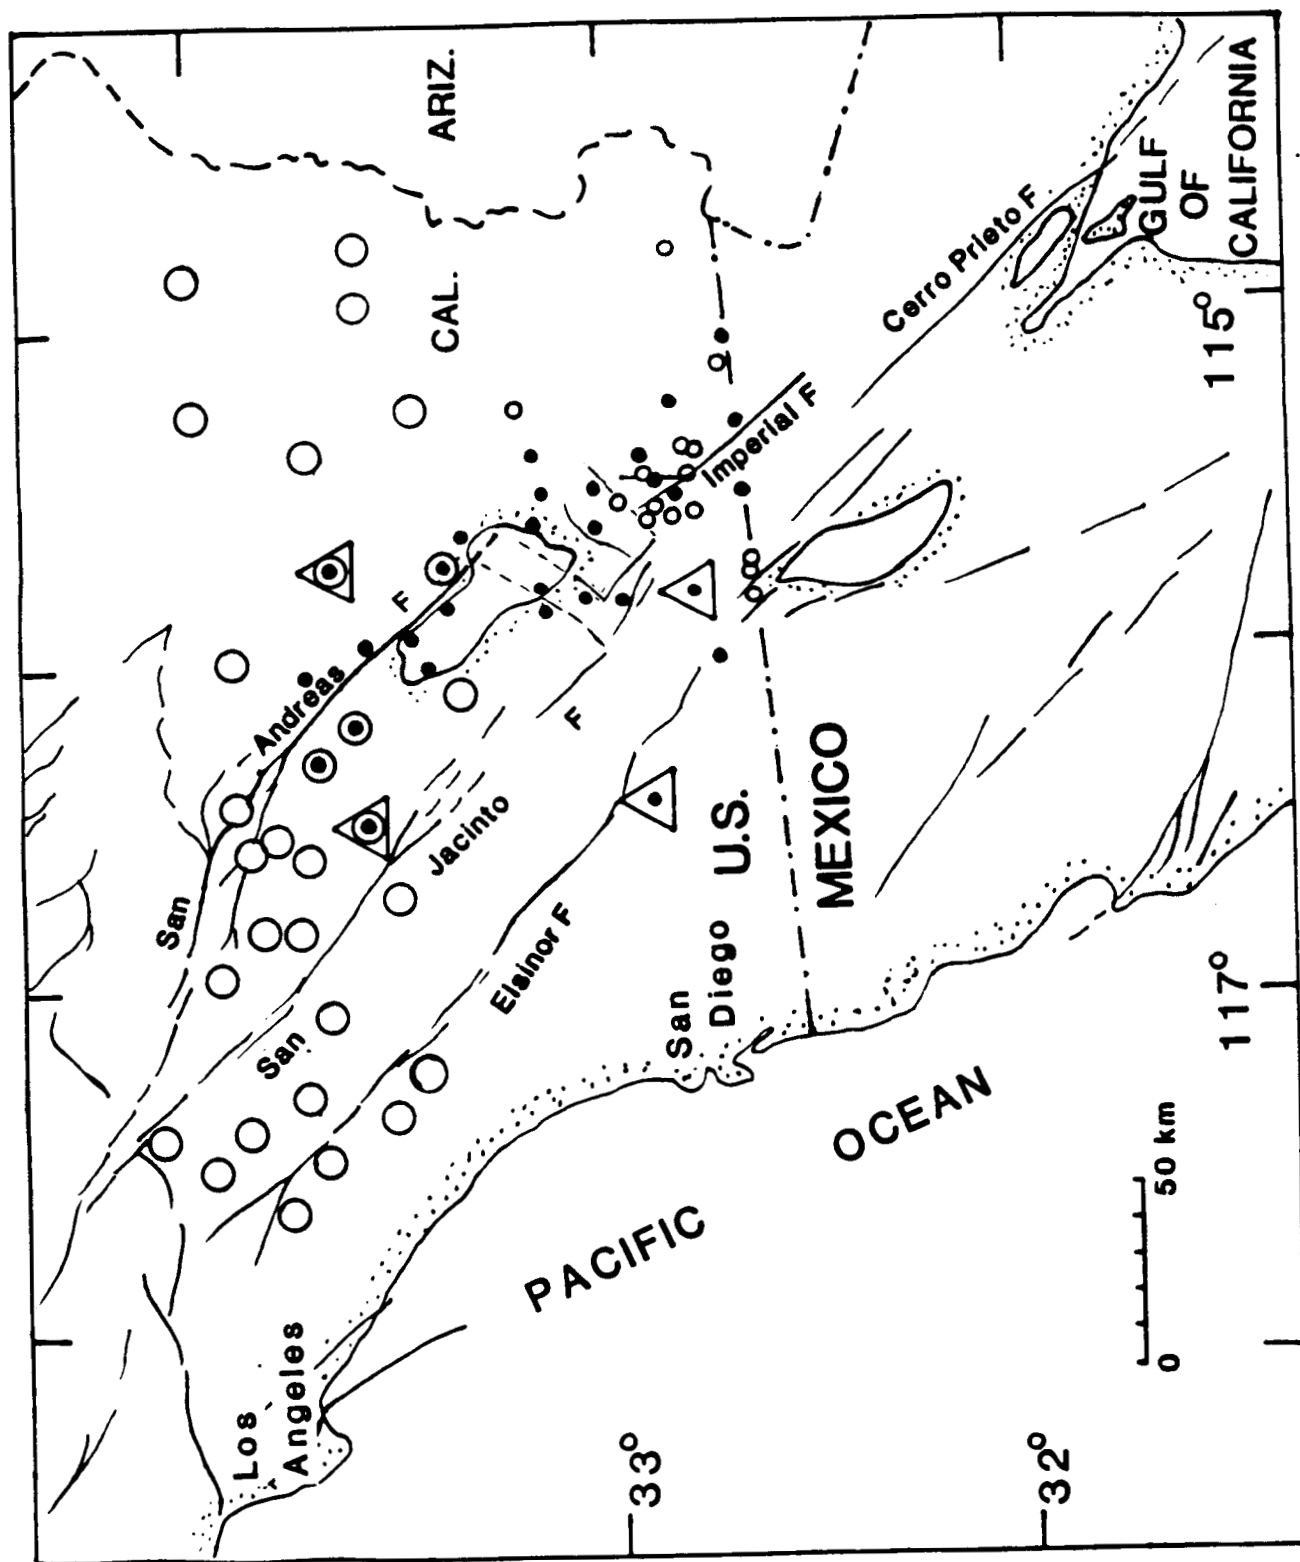 ARIZ.
CAL.
GULF
OF
CALIFORNIA
Cerro Prieto F
115°
Imperial F
F
Andreas
San
F
Jacinto
San
Elsinor F
U.S.
MEXICO
San
Diego
117°
PACIFIC
OCEAN
Los
Angeles
33°
32°
0
50 km